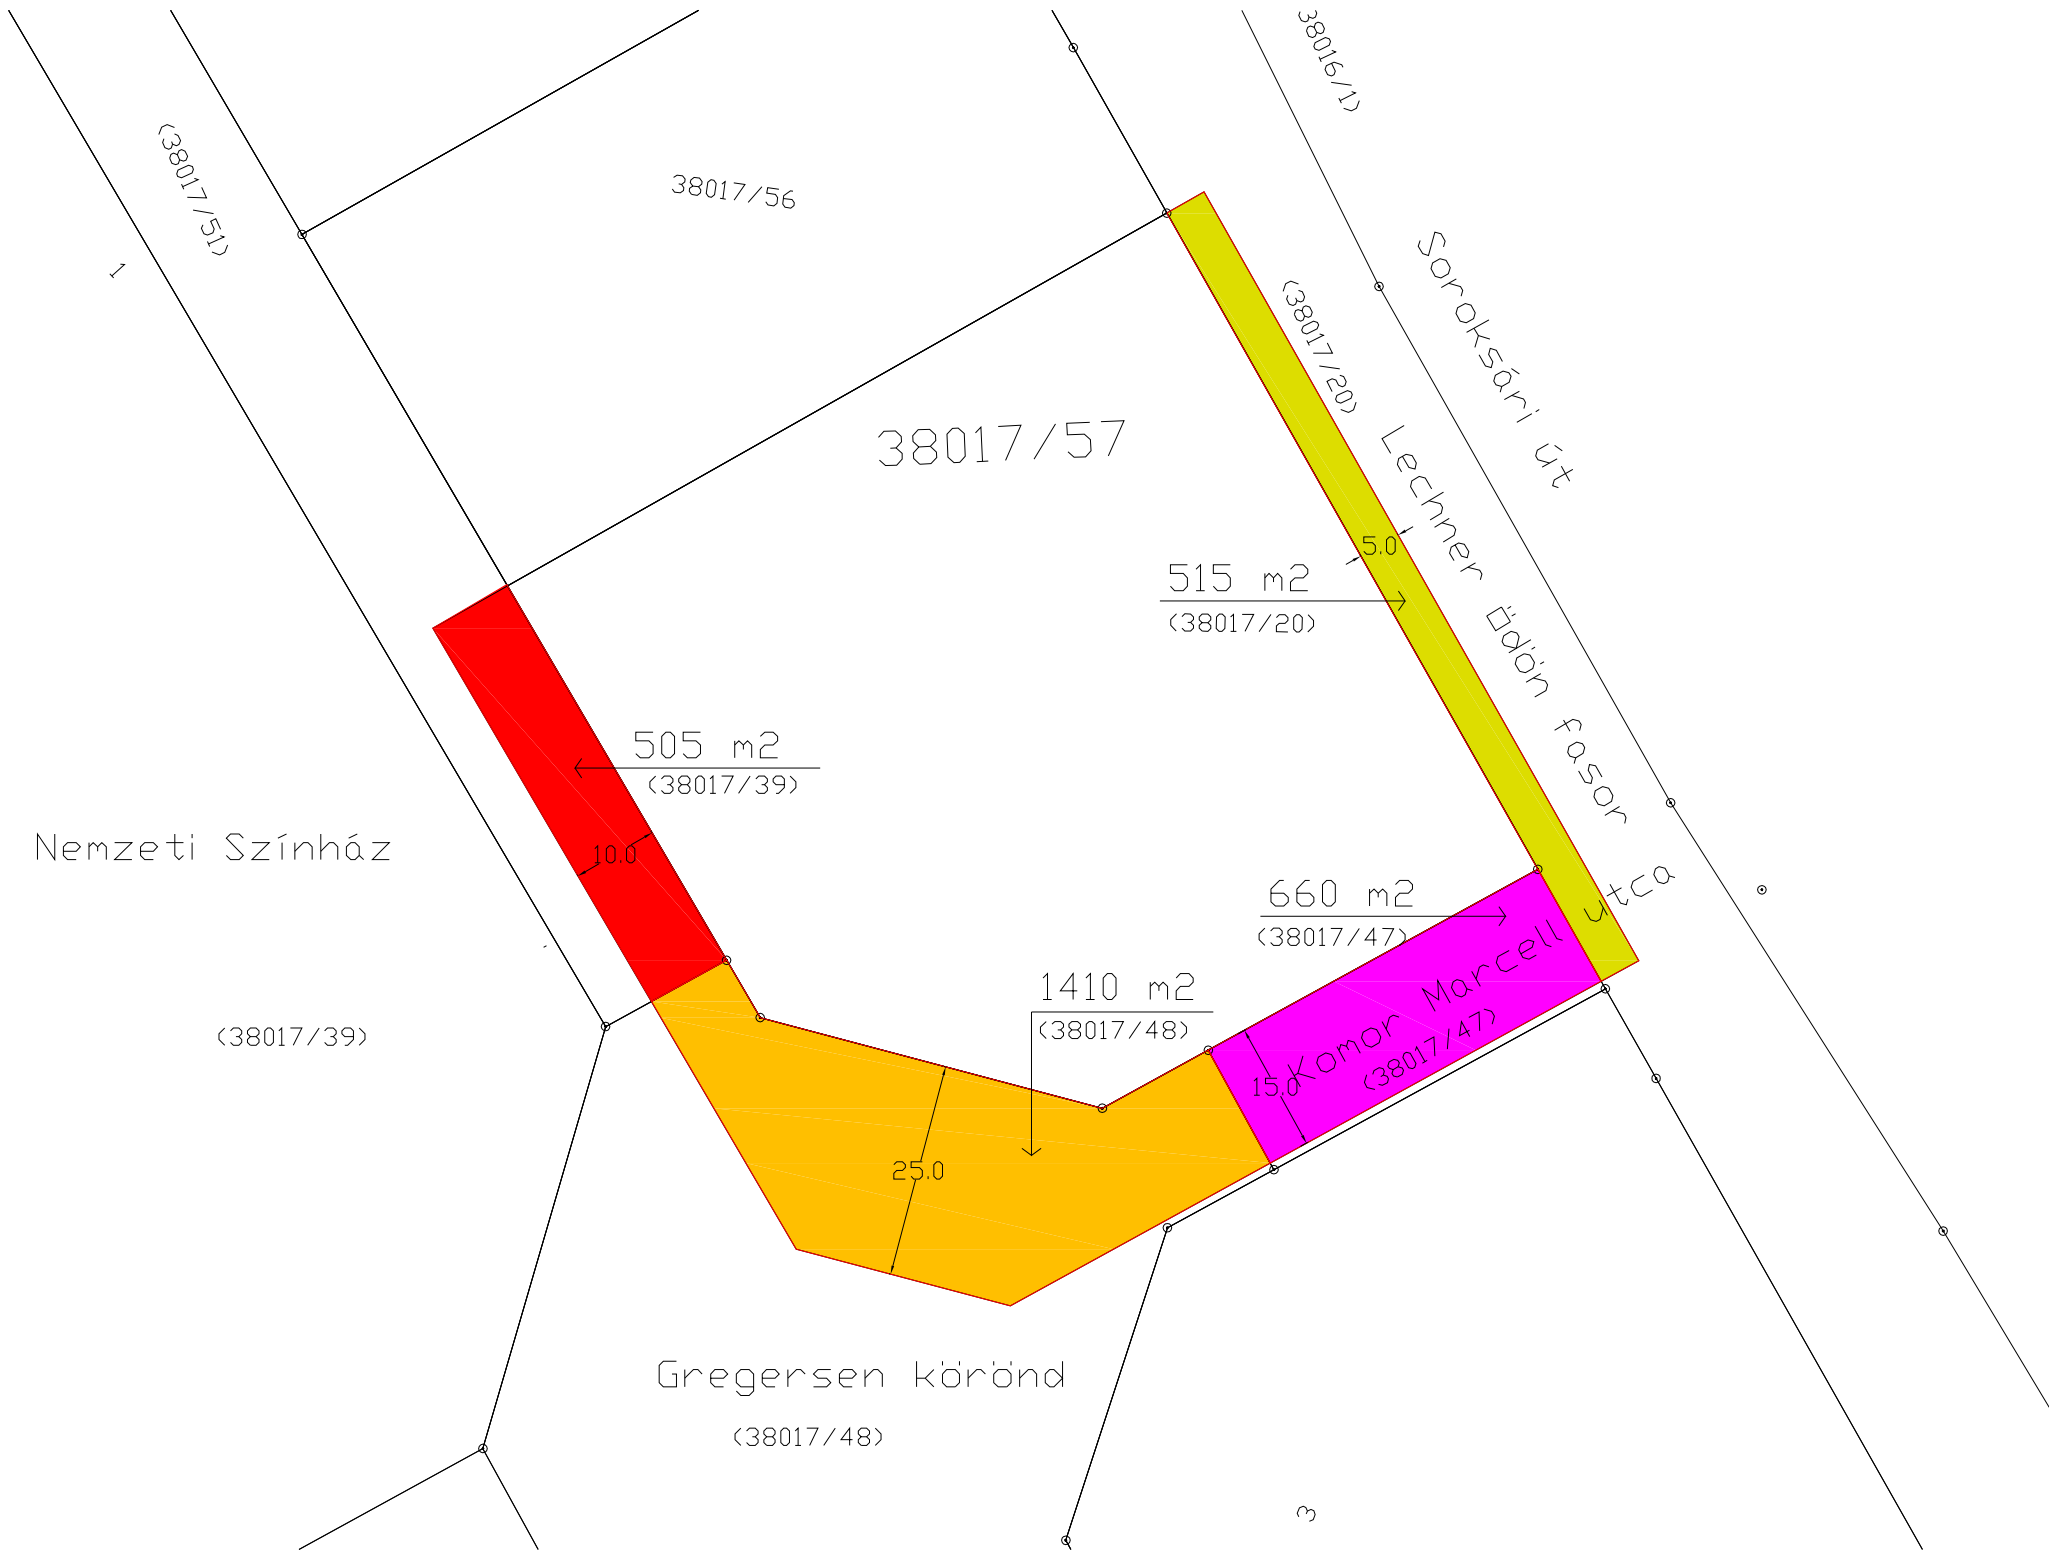 38016/1)
(38017/51)
38017/56
1
Soroksári út
(38017/20)
38017/57
Lechner Ödön fasor
5.0
515 m2
(38017/20)
505 m2
(38017/39)
10.0
Nemzeti Színház
660 m2
(38017/47)
Komor Marcell utca
(38017/47)
1410 m2
(38017/48)
(38017/39)
15.0
25.0
Gregersen körönd
(38017/48)
3